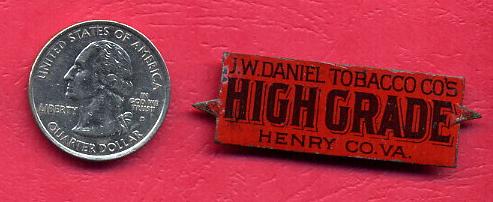 UNITED STATES OF AMERICA
LIBERTY
IN
GOD WE
TRUST
QUARTER DOLLAR
J.W. DANIEL TOBACCO CO'S
HIGH GRADE
HENRY CO. VA.